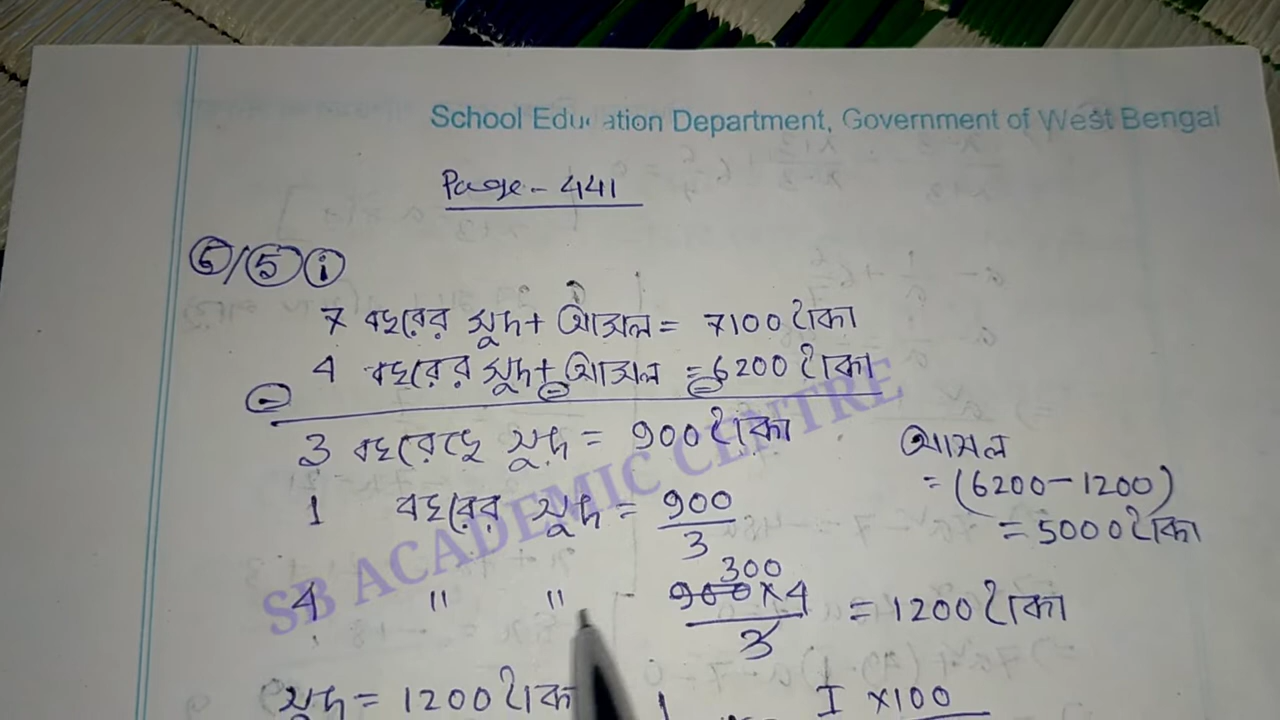 School Education Department, Government of West Bengal
Page - 441
6/5 i
7 বছরের সুদ + আসল = 7100 টাকা
4 বছরের সুদ + আসল = 6200 টাকা
3 বছরের সুদ = 900 টাকা
আসল
= (6200-1200)
= 5000 টাকা
1 বছরের সুদ = 900
3
300
4 " " - 900×4 = 1200 টাকা
3
সুদ = 1200 টাকা
I ×100
SB ACADEMIC CENTRE